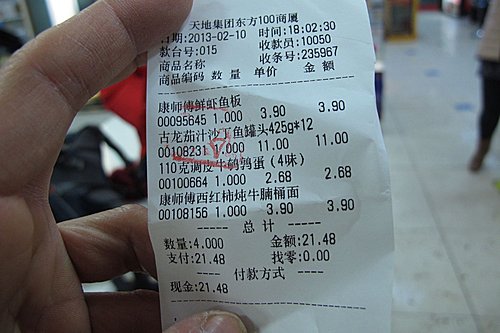 天地集团东方100商厦
日期:2013-02-10 时间:18:02:30
款台号:015 收款员:10050
商品名称 收条号:235967
商品编码 数量 单价 金额
康师傅鲜虾鱼板
00095645 1.000 3.90 3.90
古龙茄汁沙丁鱼罐头425g*12
00108231 1.000 11.00 11.00
110克调皮牛鹌鹑蛋(4味)
00100664 1.000 2.68 2.68
康师傅西红柿炖牛腩桶面
00108156 1.000 3.90 3.90
----- 总 计 -----
数量:4.000 金额:21.48
支付:21.48 找零:0.00
---- 付款方式 ----
现金:21.48